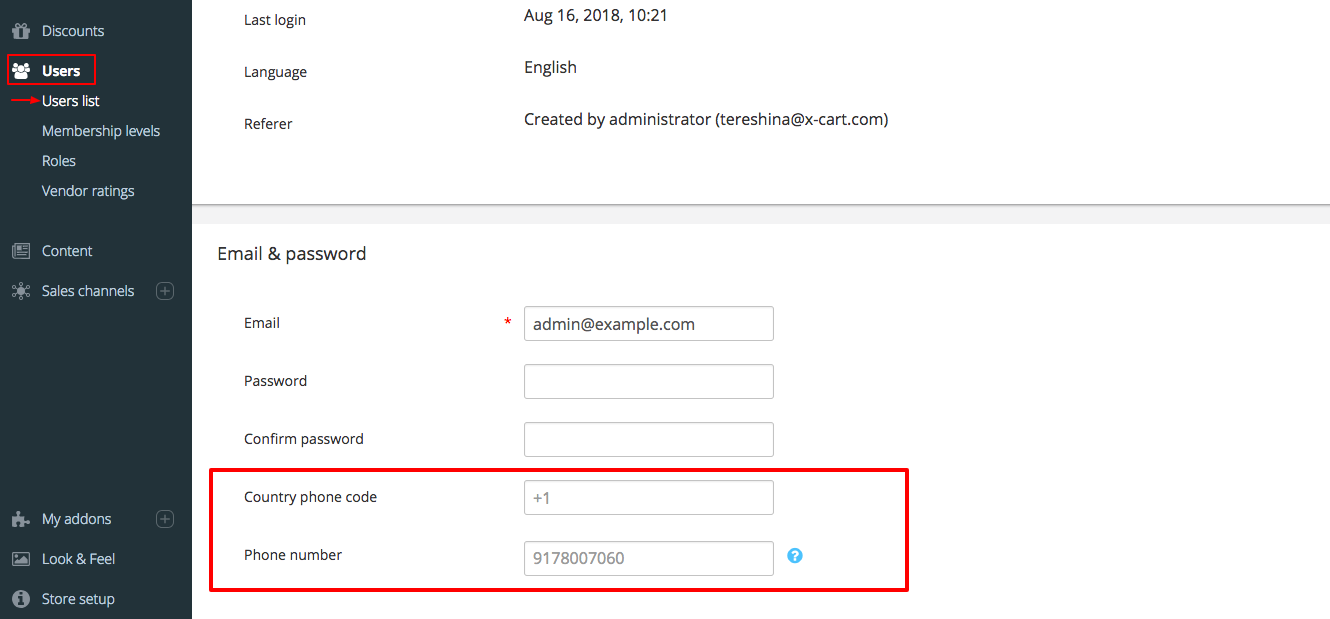 Discounts
Users
Users list
Membership levels
Roles
Vendor ratings
Content
Sales channels
My addons
Look & Feel
Store setup
Last login Aug 16, 2018, 10:21
Language English
Referer Created by administrator (tereshina@x-cart.com)
Email & password
Email * admin@example.com
Password
Confirm password
Country phone code +1
Phone number 9178007060 ?